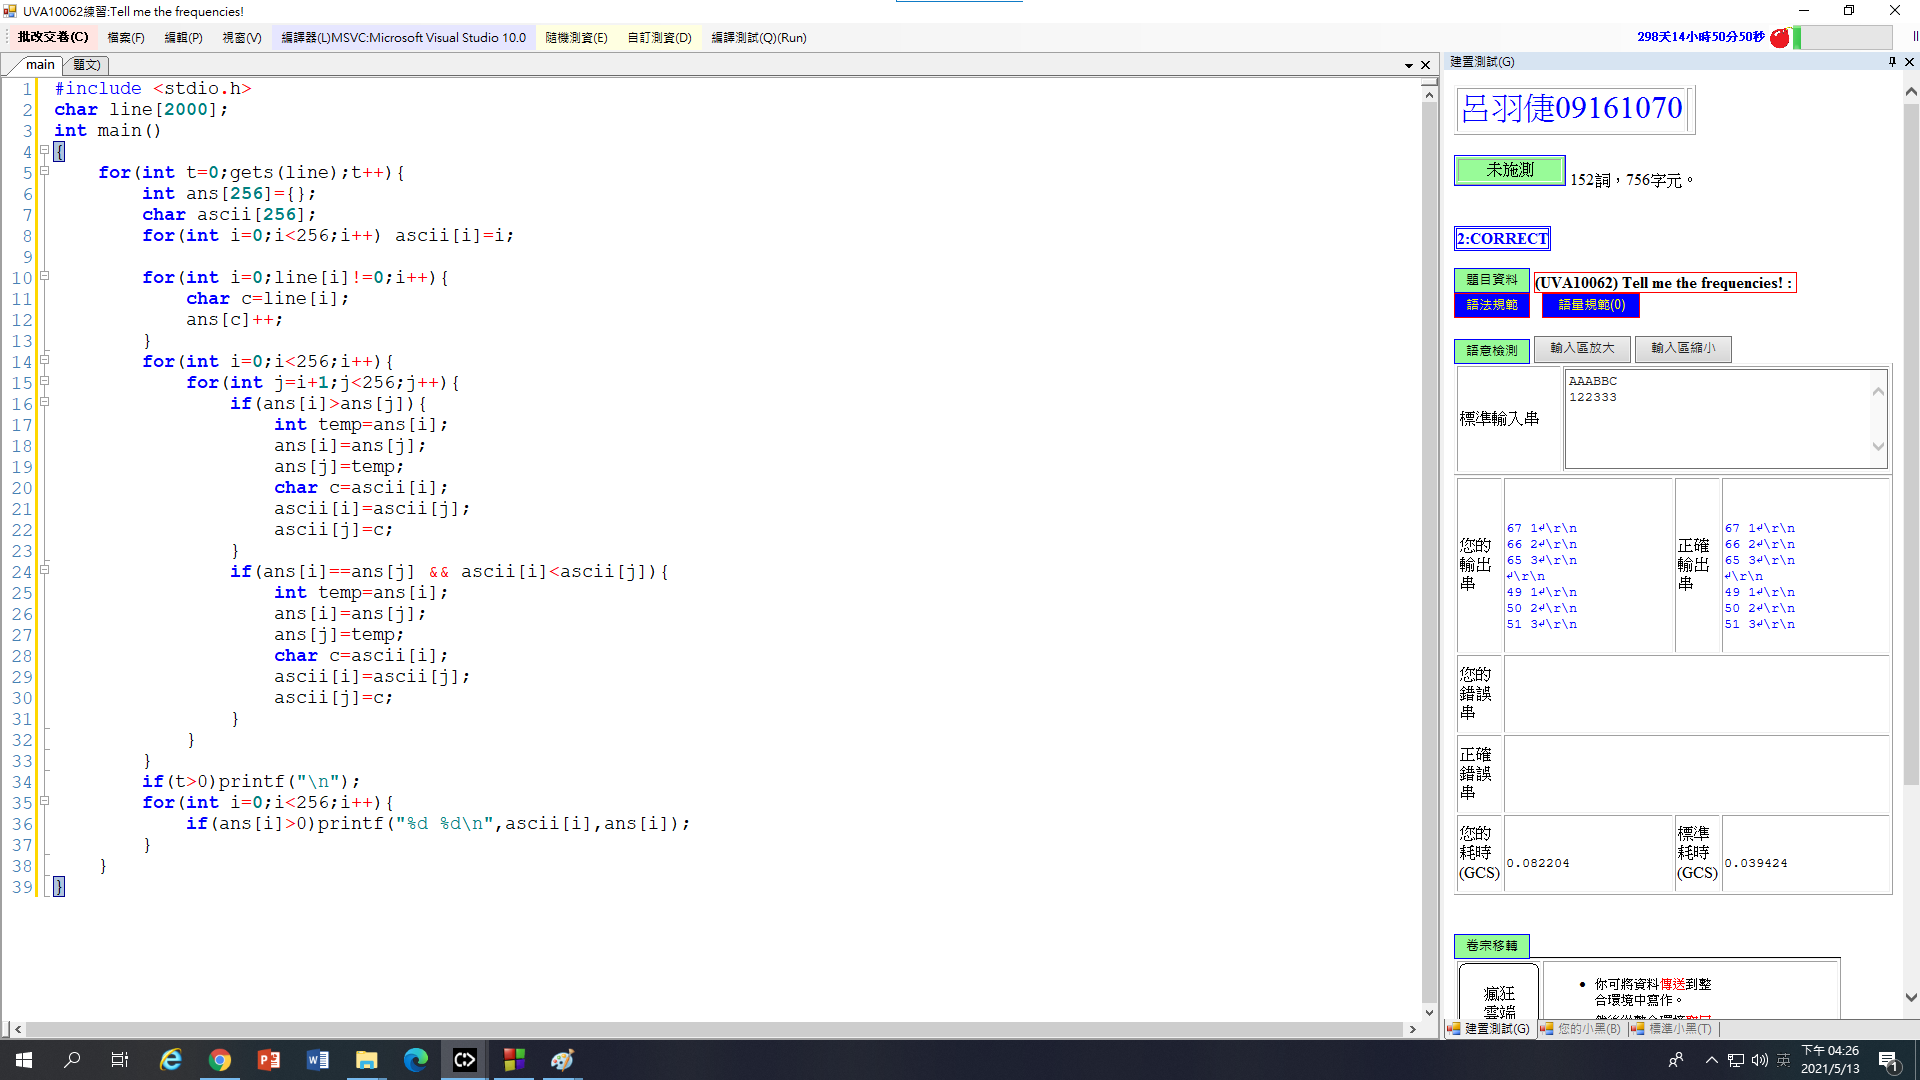 UVA10062練習:Tell me the frequencies!
批改交卷(C) 檔案(F) 編輯(P) 視窗(V) 編譯器(L)MSVC:Microsoft Visual Studio 10.0 隨機測資(E) 自訂測資(D) 編譯測試(Q)(Run) 298天14小時50分50秒
main 題文)
1 #include <stdio.h>
2 char line[2000];
3 int main()
4 {
5 for(int t=0;gets(line);t++){
6 int ans[256]={};
7 char ascii[256];
8 for(int i=0;i<256;i++) ascii[i]=i;
9
10 for(int i=0;line[i]!=0;i++){
11 char c=line[i];
12 ans[c]++;
13 }
14 for(int i=0;i<256;i++){
15 for(int j=i+1;j<256;j++){
16 if(ans[i]>ans[j]){
17 int temp=ans[i];
18 ans[i]=ans[j];
19 ans[j]=temp;
20 char c=ascii[i];
21 ascii[i]=ascii[j];
22 ascii[j]=c;
23 }
24 if(ans[i]==ans[j] && ascii[i]<ascii[j]){
25 int temp=ans[i];
26 ans[i]=ans[j];
27 ans[j]=temp;
28 char c=ascii[i];
29 ascii[i]=ascii[j];
30 ascii[j]=c;
31 }
32 }
33 }
34 if(t>0)printf("\n");
35 for(int i=0;i<256;i++){
36 if(ans[i]>0)printf("%d %d\n",ascii[i],ans[i]);
37 }
38 }
39 }
建置測試(G)
呂羽倢09161070
未施測 152詞，756字元。
2:CORRECT
題目資料 (UVA10062) Tell me the frequencies! :
語法規範 語量規範(0)
語意檢測 輸入區放大 輸入區縮小
標準輸入串
AAABBC
122333
您的
輸出
串
67 1↲\r\n
66 2↲\r\n
65 3↲\r\n
↲\r\n
49 1↲\r\n
50 2↲\r\n
51 3↲\r\n
正確
輸出
串
67 1↲\r\n
66 2↲\r\n
65 3↲\r\n
↲\r\n
49 1↲\r\n
50 2↲\r\n
51 3↲\r\n
您的
錯誤
串
正確
錯誤
串
您的
耗時
(GCS)
0.082204
標準
耗時
(GCS)
0.039424
卷宗移轉
瘋狂
雲端
• 你可將資料傳送到整
合環境中寫作。
建置測試(G) 您的小黑(B) 標準小黑(T)
英
下午 04:26
2021/5/13
1